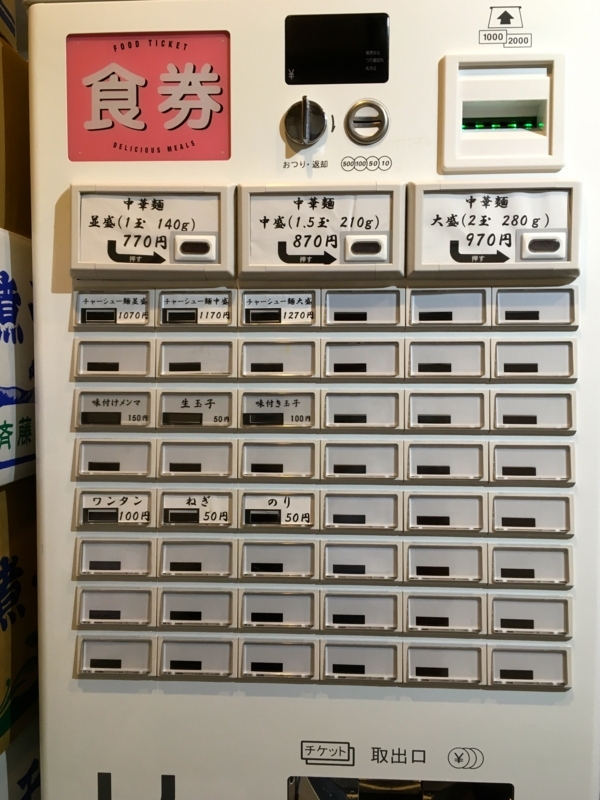 FOOD TICKET
食券
DELICIOUS MEALS
¥
1000 2000
おつり・返却
500 100 50 10
中華麺
並盛(1玉 140g)
770円
押す
中華麺
中盛(1.5玉 210g)
870円
押す
中華麺
大盛(2玉 280g)
970円
押す
チャーシュー麺並盛
1070円
チャーシュー麺中盛
1170円
チャーシュー麺大盛
1270円
味付けメンマ
150円
生玉子
50円
味付き玉子
100円
ワンタン
100円
ねぎ
50円
のり
50円
チケット 取出口 ¥
煮
斉藤